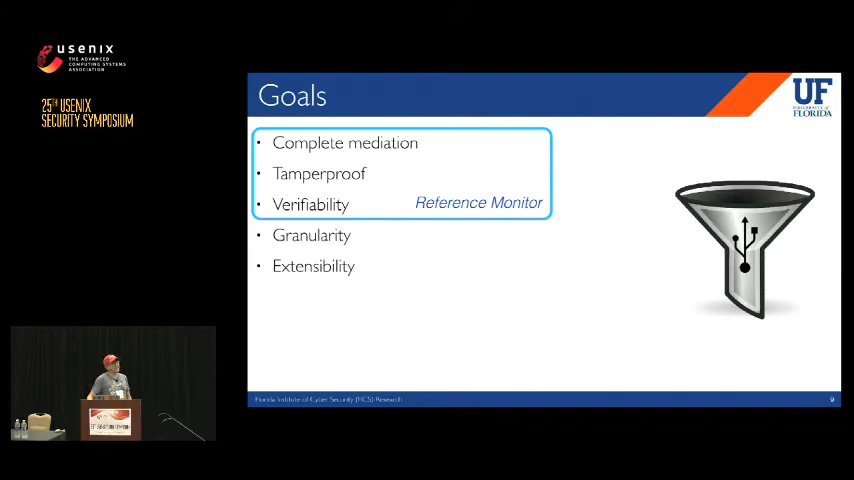 usenix
THE ADVANCED
COMPUTING SYSTEMS
ASSOCIATION
25TH USENIX
SECURITY SYMPOSIUM
Goals
UF
UNIVERSITY of
FLORIDA
• Complete mediation
• Tamperproof
• Verifiability
Reference Monitor
• Granularity
• Extensibility
Florida Institute of Cyber Security (FICS) Research
9